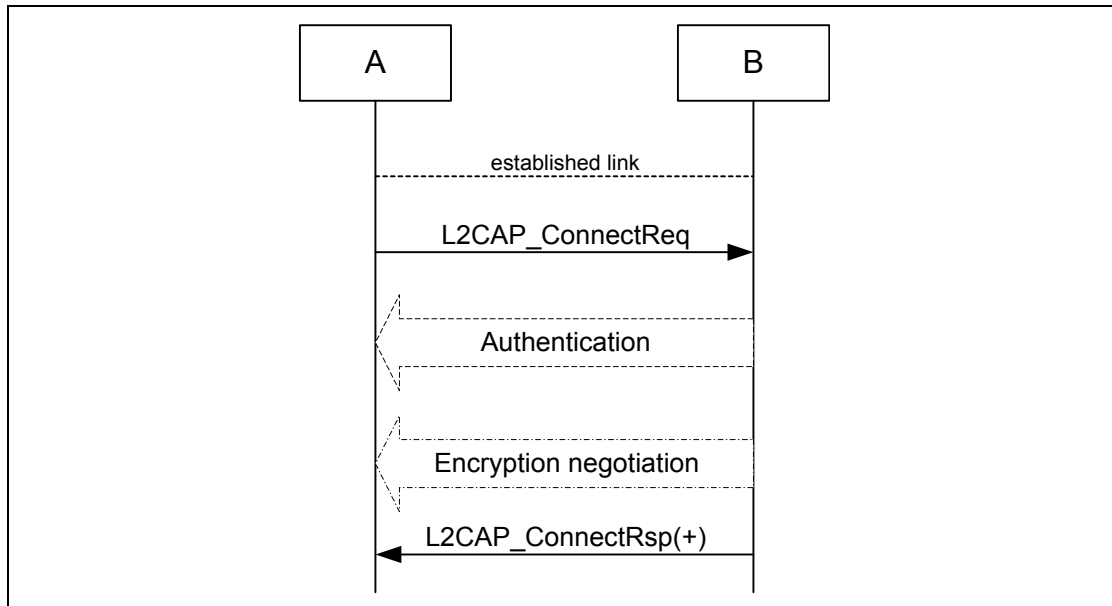 A
B
established link
L2CAP_ConnectReq
Authentication
Encryption negotiation
L2CAP_ConnectRsp(+)